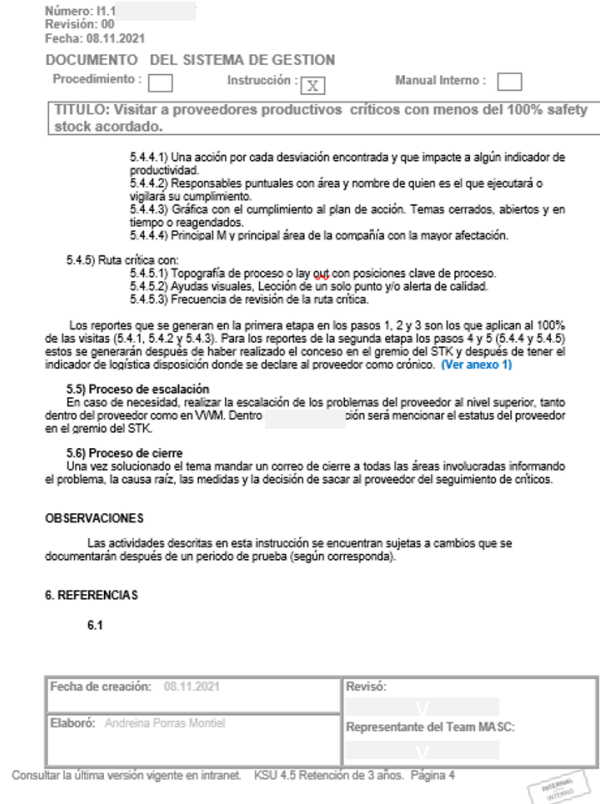 Número: I1.1
Revisión: 00
Fecha: 08.11.2021
DOCUMENTO DEL SISTEMA DE GESTION
Procedimiento : Instrucción : X Manual Interno :
TITULO: Visitar a proveedores productivos críticos con menos del 100% safety
stock acordado.
5.4.4.1) Una acción por cada desviación encontrada y que impacte a algún indicador de
productividad.
5.4.4.2) Responsables puntuales con área y nombre de quien es el que ejecutará o
vigilará su cumplimiento.
5.4.4.3) Gráfica con el cumplimiento al plan de acción. Temas cerrados, abiertos y en
tiempo o reagendados.
5.4.4.4) Principal M y principal área de la compañía con la mayor afectación.
5.4.5) Ruta crítica con:
5.4.5.1) Topografía de proceso o lay out con posiciones clave de proceso.
5.4.5.2) Ayudas visuales, Lección de un solo punto y/o alerta de calidad.
5.4.5.3) Frecuencia de revisión de la ruta crítica.
Los reportes que se generan en la primera etapa en los pasos 1, 2 y 3 son los que aplican al 100%
de las visitas (5.4.1, 5.4.2 y 5.4.3). Para los reportes de la segunda etapa los pasos 4 y 5 (5.4.4 y 5.4.5)
estos se generarán después de haber realizado el conceso en el gremio del STK y después de tener el
indicador de logística disposición donde se declare al proveedor como crónico. (Ver anexo 1)
5.5) Proceso de escalación
En caso de necesidad, realizar la escalación de los problemas del proveedor al nivel superior, tanto
dentro del proveedor como en VWM. Dentro ción será mencionar el estatus del proveedor
en el gremio del STK.
5.6) Proceso de cierre
Una vez solucionado el tema mandar un correo de cierre a todas las áreas involucradas informando
el problema, la causa raíz, las medidas y la decisión de sacar al proveedor del seguimiento de críticos.
OBSERVACIONES
Las actividades descritas en esta instrucción se encuentran sujetas a cambios que se
documentarán después de un periodo de prueba (según corresponda).
6. REFERENCIAS
6.1
Fecha de creación: 08.11.2021
Revisó:
V
Elaboró: Andreina Porras Montiel
Representante del Team MASC:
V
Consultar la última versión vigente en intranet. KSU 4.5 Retención de 3 años. Página 4
INTERNAL
INTERNO